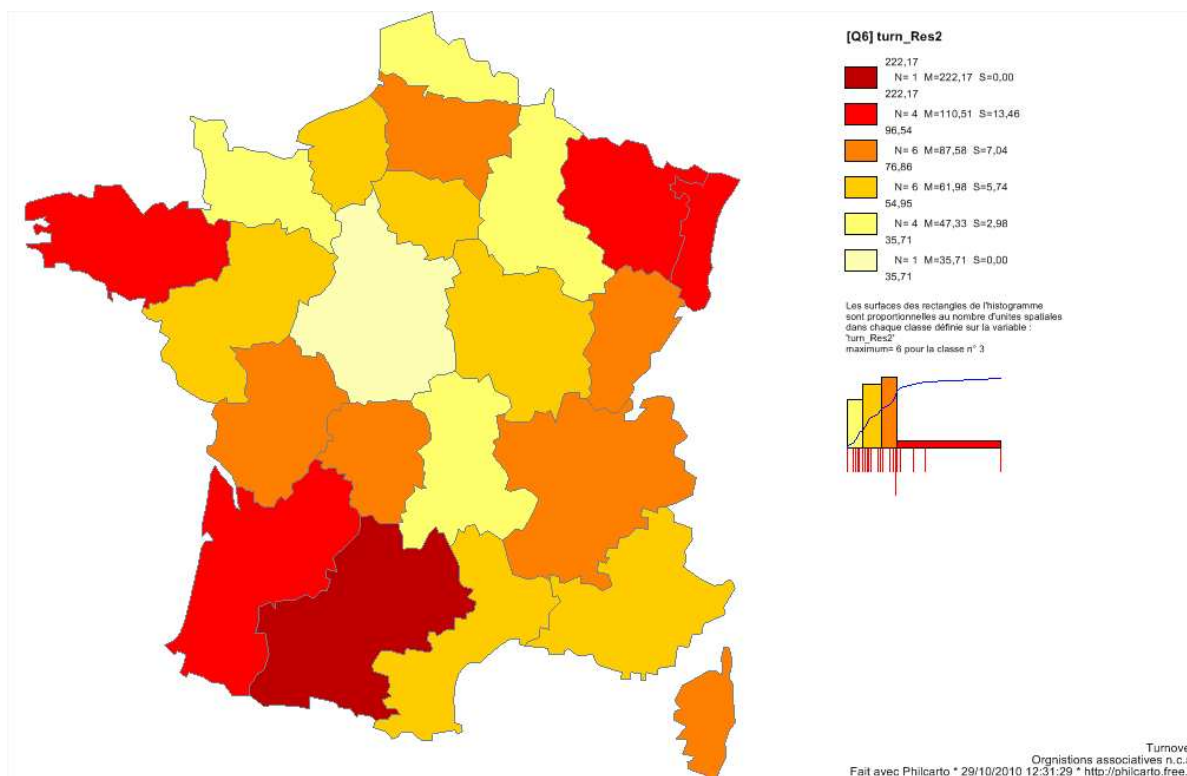 [Q6] turn_Res2
222,17
N= 1 M=222,17 S=0,00
222,17
N= 4 M=110,51 S=13,46
96,54
N= 6 M=87,58 S=7,04
76,86
N= 6 M=61,98 S=5,74
54,95
N= 4 M=47,33 S=2,98
35,71
N= 1 M=35,71 S=0,00
35,71
Les surfaces des rectangles de l'histogramme
sont proportionnelles au nombre d'unites spatiales
dans chaque classe définie sur la variable :
'turn_Res2'
maximum= 6 pour la classe n° 3
Turnove
Orgnistions associatives n.c.a
Fait avec Philcarto * 29/10/2010 12:31:29 * http://philcarto.free.